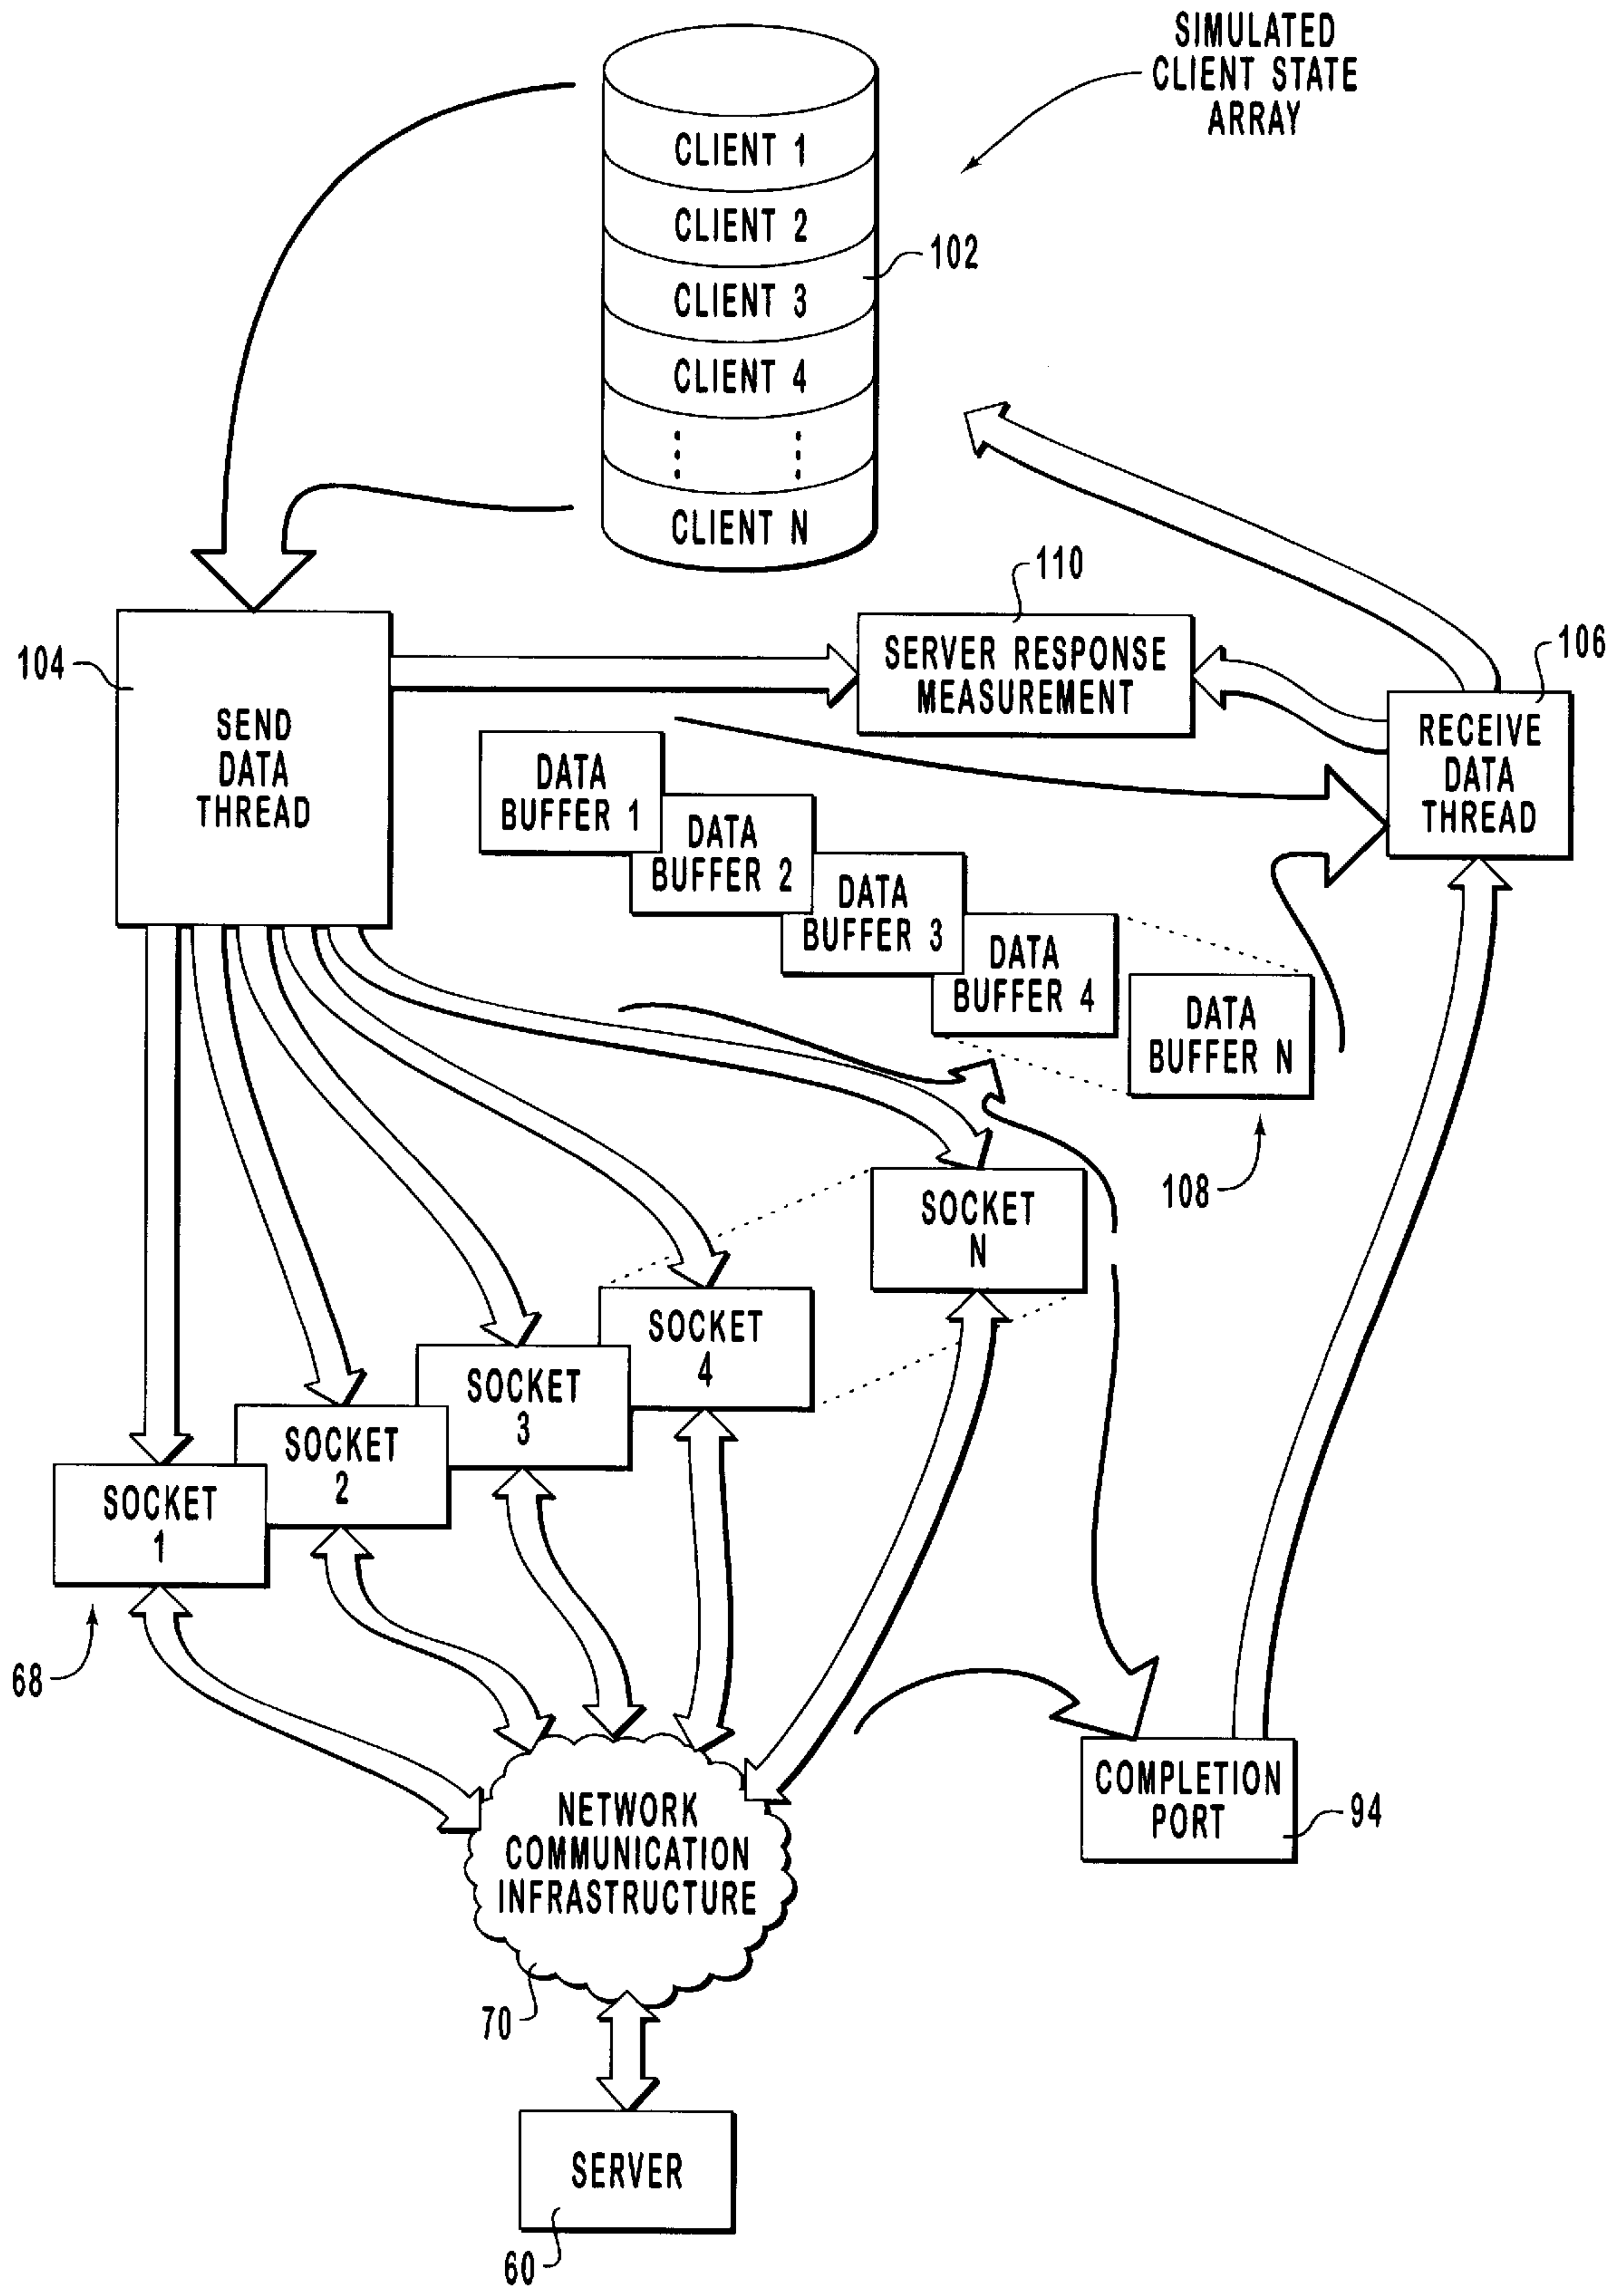 SIMULATED
CLIENT STATE
ARRAY
CLIENT 1
CLIENT 2
102
CLIENT 3
CLIENT 4
CLIENT N
110
104
SERVER RESPONSE
MEASUREMENT
106
SEND
DATA
THREAD
RECEIVE
DATA
THREAD
DATA
BUFFER 1
DATA
BUFFER 2
DATA
BUFFER 3
DATA
BUFFER 4
DATA
BUFFER N
108
SOCKET
N
SOCKET
4
SOCKET
3
SOCKET
2
SOCKET
1
68
NETWORK
COMMUNICATION
INFRASTRUCTURE
COMPLETION
PORT
94
70
SERVER
60